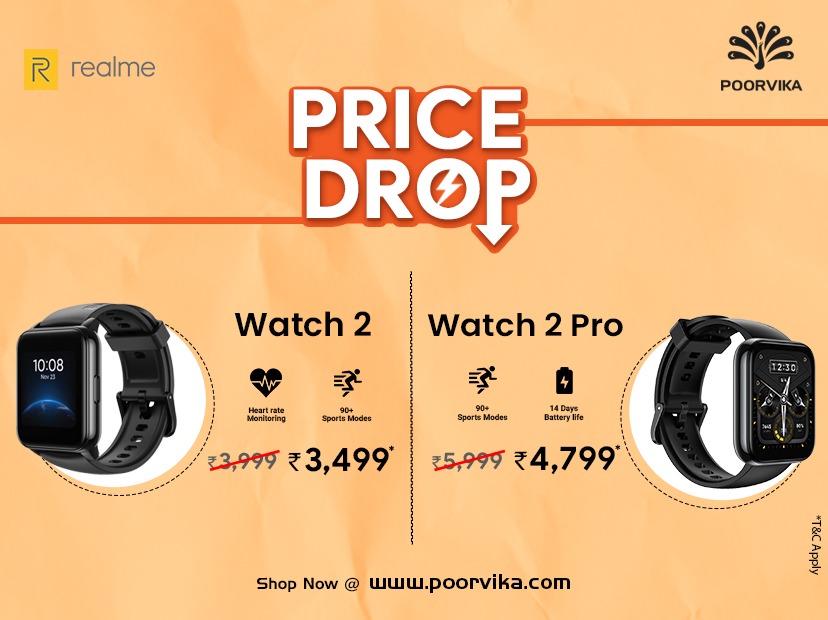 realme
POORVIKA
PRICE
DROP
Watch 2
Heart rate
Monitoring
90+
Sports Modes
₹3,999 ₹3,499*
10:08
Nov 23
Watch 2 Pro
90+
Sports Modes
14 Days
Battery life
₹5,999 ₹4,799*
12:30
*T&C Apply
Shop Now @ www.poorvika.com